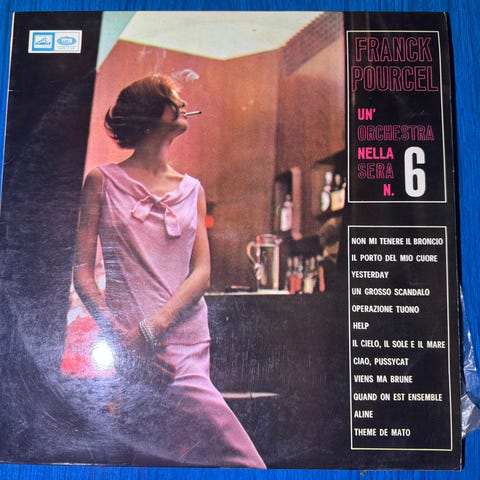 FRANCK
POURCEL
UN'
ORCHESTRA
NELLA
SERA
N. 6
NON MI TENERE IL BRONCIO
IL PORTO DEL MIO CUORE
YESTERDAY
UN GROSSO SCANDALO
OPERAZIONE TUONO
HELP
IL CIELO, IL SOLE E IL MARE
CIAO, PUSSYCAT
VIENS MA BRUNE
QUAND ON EST ENSEMBLE
ALINE
THEME DE MATO